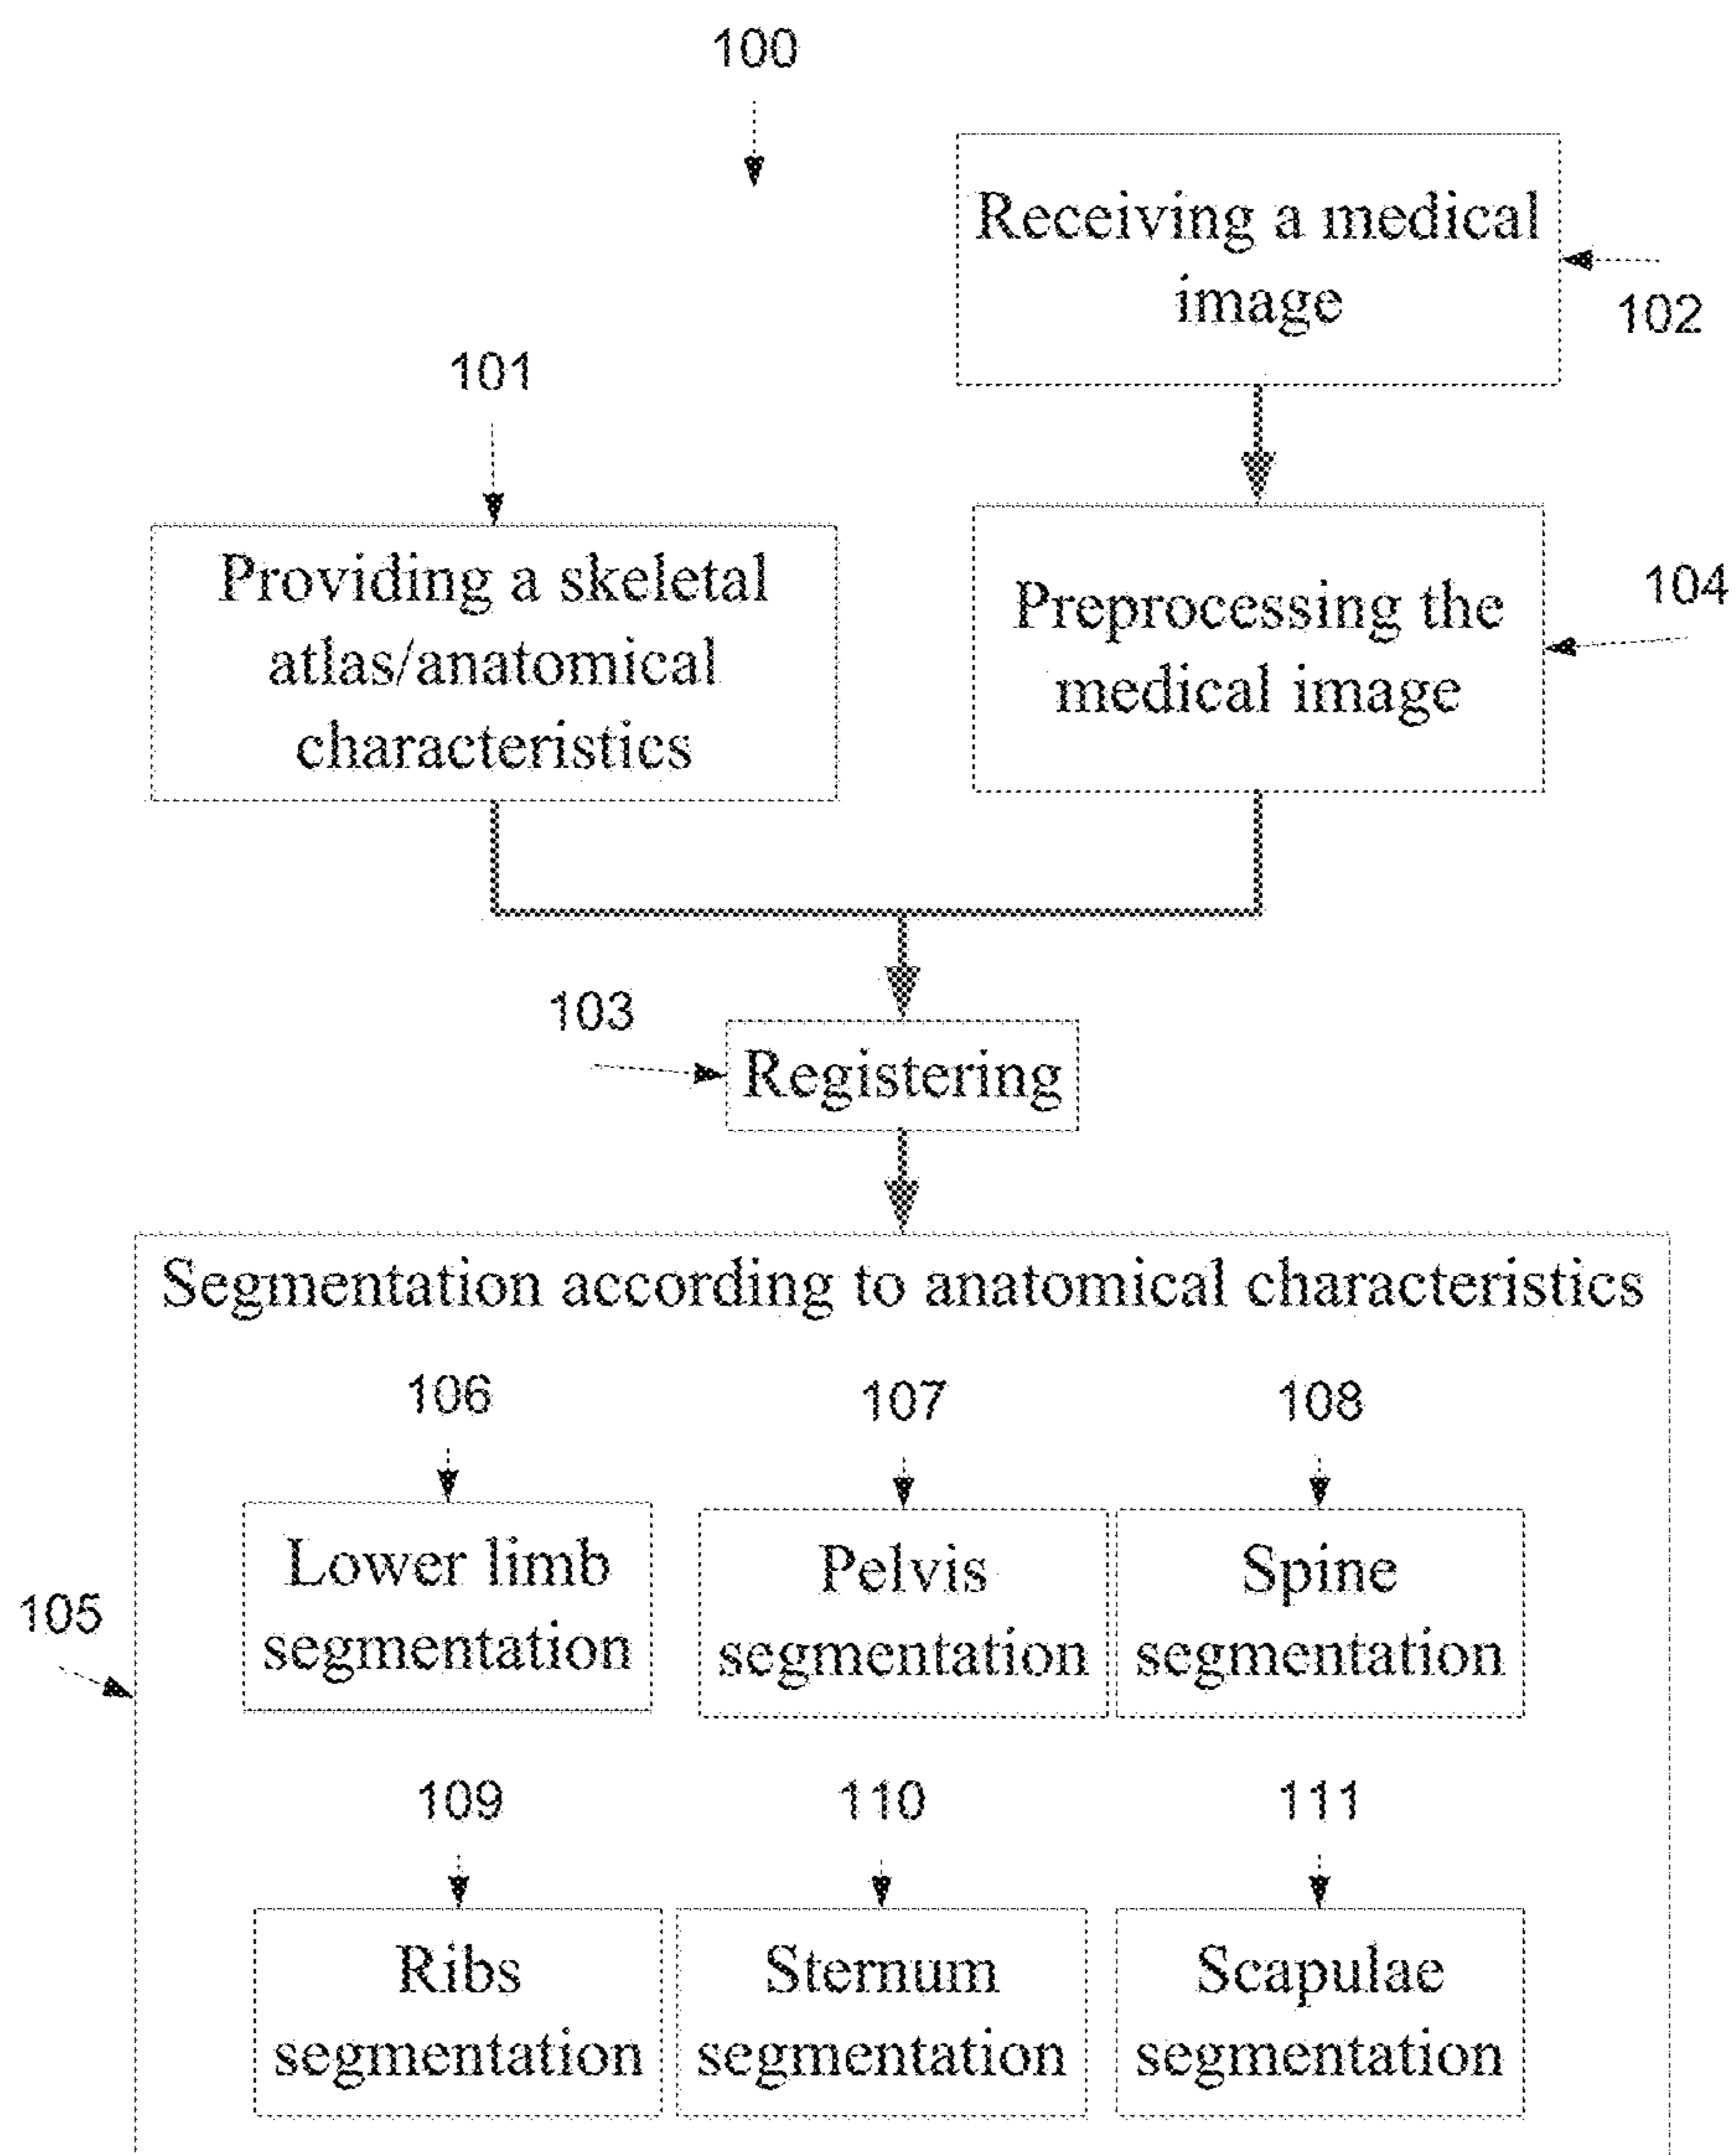 100
Receiving a medical
image
102
101
Providing a skeletal
atlas/anatomical
characteristics
Preprocessing the
medical image
104
103
Registering
Segmentation according to anatomical characteristics
105
106
Lower limb
segmentation
107
Pelvis
segmentation
108
Spine
segmentation
109
Ribs
segmentation
110
Sternum
segmentation
111
Scapulae
segmentation